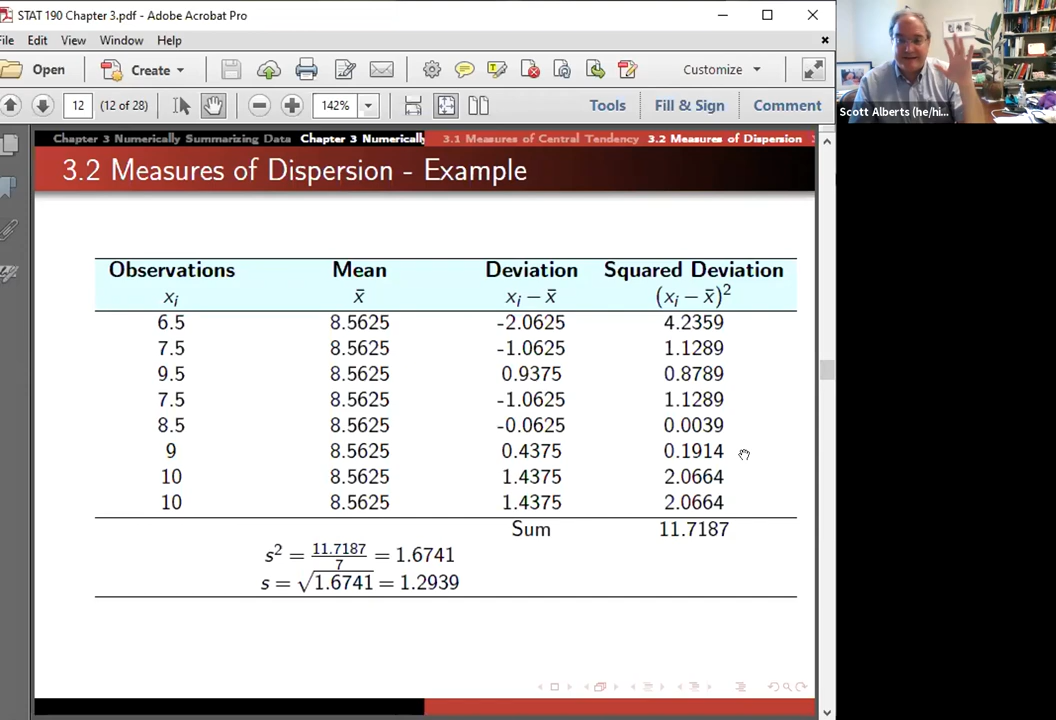 STAT 190 Chapter 3.pdf - Adobe Acrobat Pro
File Edit View Window Help
Open Create Customize
12 (12 of 28) 142% Tools Fill & Sign Comment
Scott Alberts (he/hi...
Chapter 3 Numerically Summarizing Data Chapter 3 Numerically 3.1 Measures of Central Tendency 3.2 Measures of Dispersion
3.2 Measures of Dispersion - Example
Observations Mean Deviation Squared Deviation
xᵢ x̄ xᵢ − x̄ (xᵢ − x̄)²
6.5 8.5625 -2.0625 4.2359
7.5 8.5625 -1.0625 1.1289
9.5 8.5625 0.9375 0.8789
7.5 8.5625 -1.0625 1.1289
8.5 8.5625 -0.0625 0.0039
9 8.5625 0.4375 0.1914
10 8.5625 1.4375 2.0664
10 8.5625 1.4375 2.0664
Sum 11.7187
s² = 11.7187/7 = 1.6741
s = √1.6741 = 1.2939